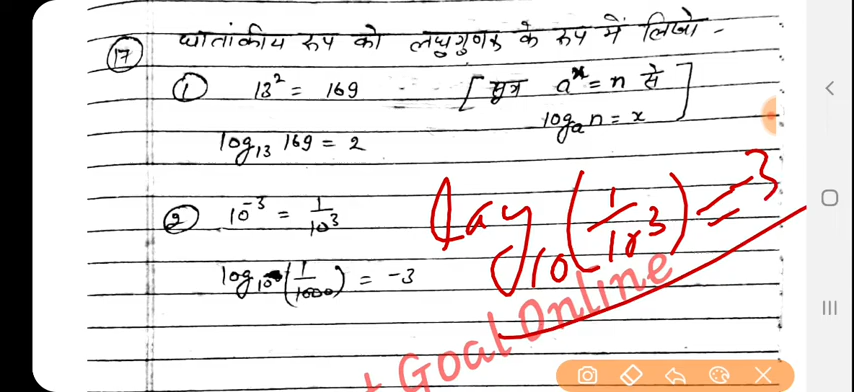 (17) घातांकीय रूप को लघुगुणक के रूप में लिखो -
① 13² = 169 [ सूत्र aˣ = n से
logₐ n = x ]
log₁₃ 169 = 2
② 10⁻³ = 1/10³
log₁₀ (1/10³) = -3
log₁₀ (1/1000) = -3
Goal Online